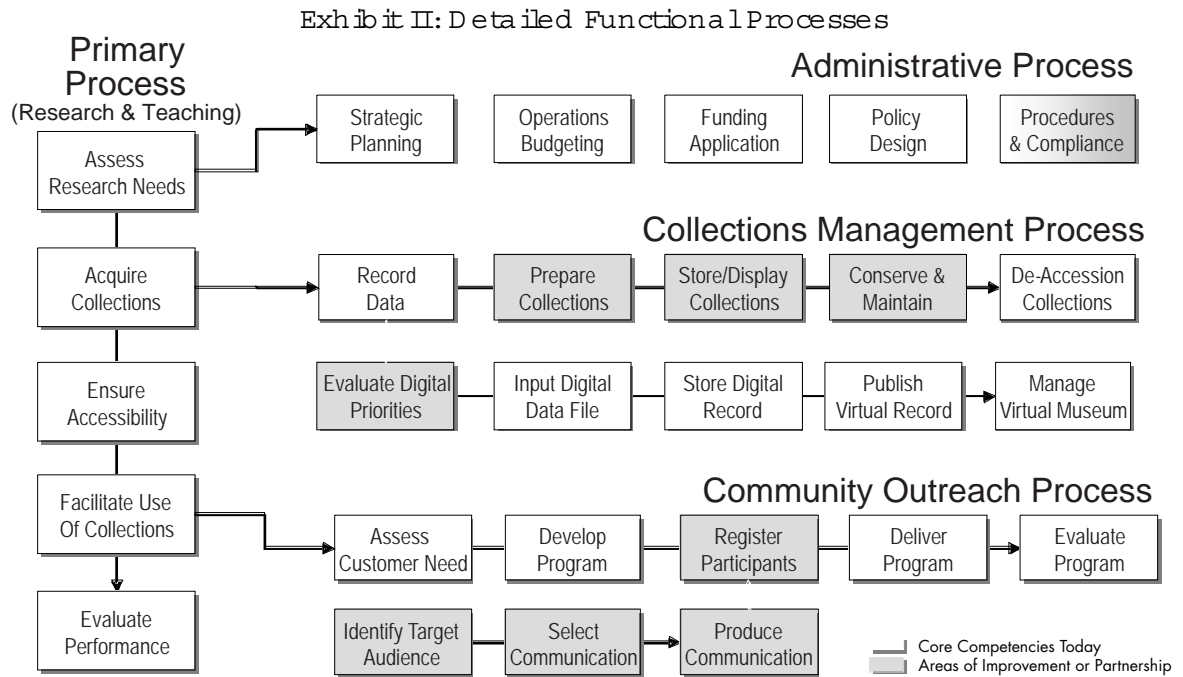 Exhibit II: Detailed Functional Processes
Primary
Process
(Research & Teaching)
Assess
Research Needs
Acquire
Collections
Ensure
Accessibility
Facilitate Use
Of Collections
Evaluate
Performance
Administrative Process
Strategic
Planning
Operations
Budgeting
Funding
Application
Policy
Design
Procedures
& Compliance
Collections Management Process
Record
Data
Prepare
Collections
Store/Display
Collections
Conserve &
Maintain
De-Accession
Collections
Evaluate Digital
Priorities
Input Digital
Data File
Store Digital
Record
Publish
Virtual Record
Manage
Virtual Museum
Community Outreach Process
Assess
Customer Need
Develop
Program
Register
Participants
Deliver
Program
Evaluate
Program
Identify Target
Audience
Select
Communication
Produce
Communication
Core Competencies Today
Areas of Improvement or Partnership